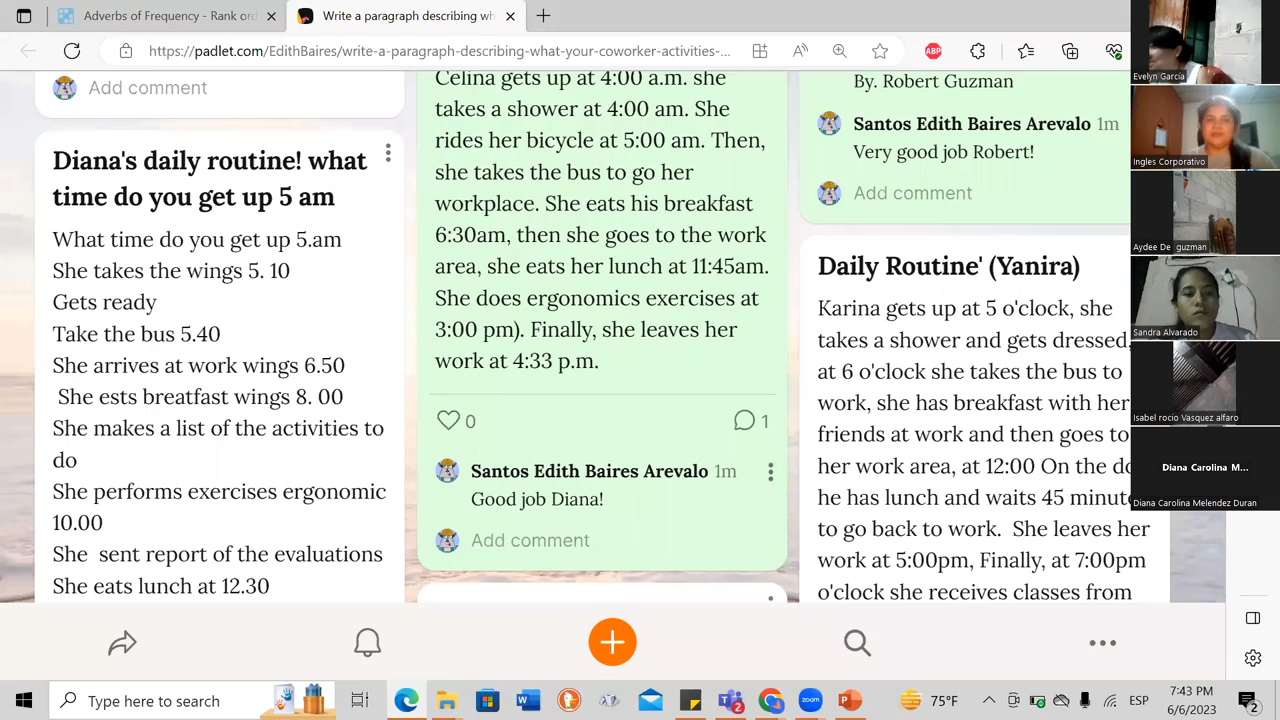 Adverbs of Frequency - Rank ord
Write a paragraph describing wh
https://padlet.com/EdithBaires/write-a-paragraph-describing-what-your-coworker-activities-...
ABP
Add comment
Diana's daily routine! what
time do you get up 5 am
What time do you get up 5.am
She takes the wings 5. 10
Gets ready
Take the bus 5.40
She arrives at work wings 6.50
She ests breatfast wings 8. 00
She makes a list of the activities to
do
She performs exercises ergonomic
10.00
She sent report of the evaluations
She eats lunch at 12.30
Celina gets up at 4:00 a.m. she
takes a shower at 4:00 am. She
rides her bicycle at 5:00 am. Then,
she takes the bus to go her
workplace. She eats his breakfast
6:30am, then she goes to the work
area, she eats her lunch at 11:45am.
She does ergonomics exercises at
3:00 pm). Finally, she leaves her
work at 4:33 p.m.
0
1
Santos Edith Baires Arevalo 1m
Good job Diana!
Add comment
By. Robert Guzman
Santos Edith Baires Arevalo 1m
Very good job Robert!
Add comment
Daily Routine' (Yanira)
Karina gets up at 5 o'clock, she
takes a shower and gets dressed,
at 6 o'clock she takes the bus to
work, she has breakfast with her
friends at work and then goes to
her work area, at 12:00 On the do
he has lunch and waits 45 minute
to go back to work. She leaves her
work at 5:00pm, Finally, at 7:00pm
o'clock she receives classes from
Evelyn García
Ingles Corporativo
Aydee De guzman
Sandra Alvarado
Isabel rocio Vasquez alfaro
Diana Carolina M...
Diana Carolina Melendez Duran
Type here to search
2
zoom
75°F
ESP
7:43 PM
6/6/2023
2